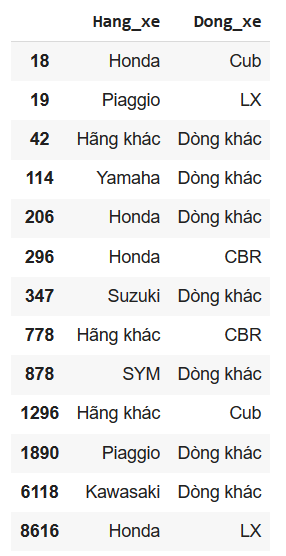 Hang_xe Dong_xe
18 Honda Cub
19 Piaggio LX
42 Hãng khác Dòng khác
114 Yamaha Dòng khác
206 Honda Dòng khác
296 Honda CBR
347 Suzuki Dòng khác
778 Hãng khác CBR
878 SYM Dòng khác
1296 Hãng khác Cub
1890 Piaggio Dòng khác
6118 Kawasaki Dòng khác
8616 Honda LX